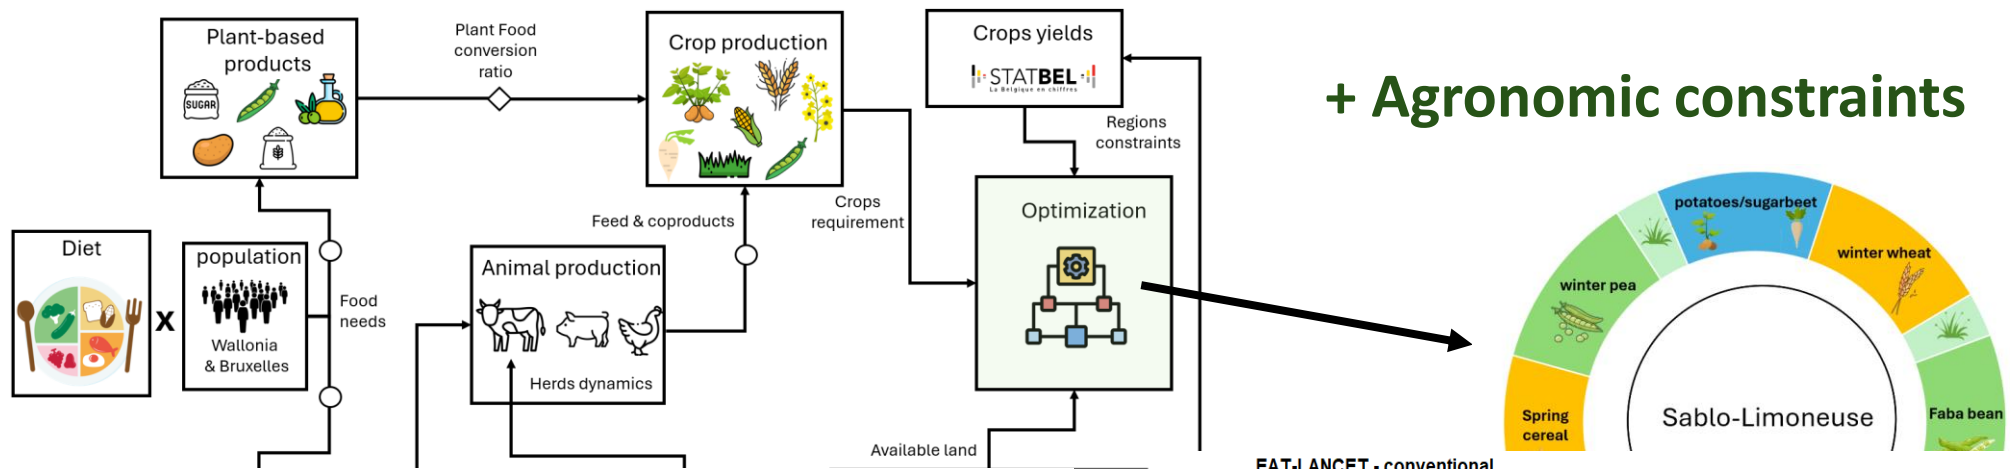 Plant-based
products
SUGAR
Plant Food
conversion
ratio
Crop production
Crops yields
STATBEL
La Belgique en chiffres
+ Agronomic constraints
Regions
constraints
Diet
x
population
Wallonia
& Bruxelles
Food
needs
Feed & coproducts
Animal production
Herds dynamics
Crops
requirement
Optimization
Available land
potatoes/sugarbeet
winter wheat
winter pea
Spring
cereal
Sablo-Limoneuse
Faba bean
EAT-LANCET - conventional